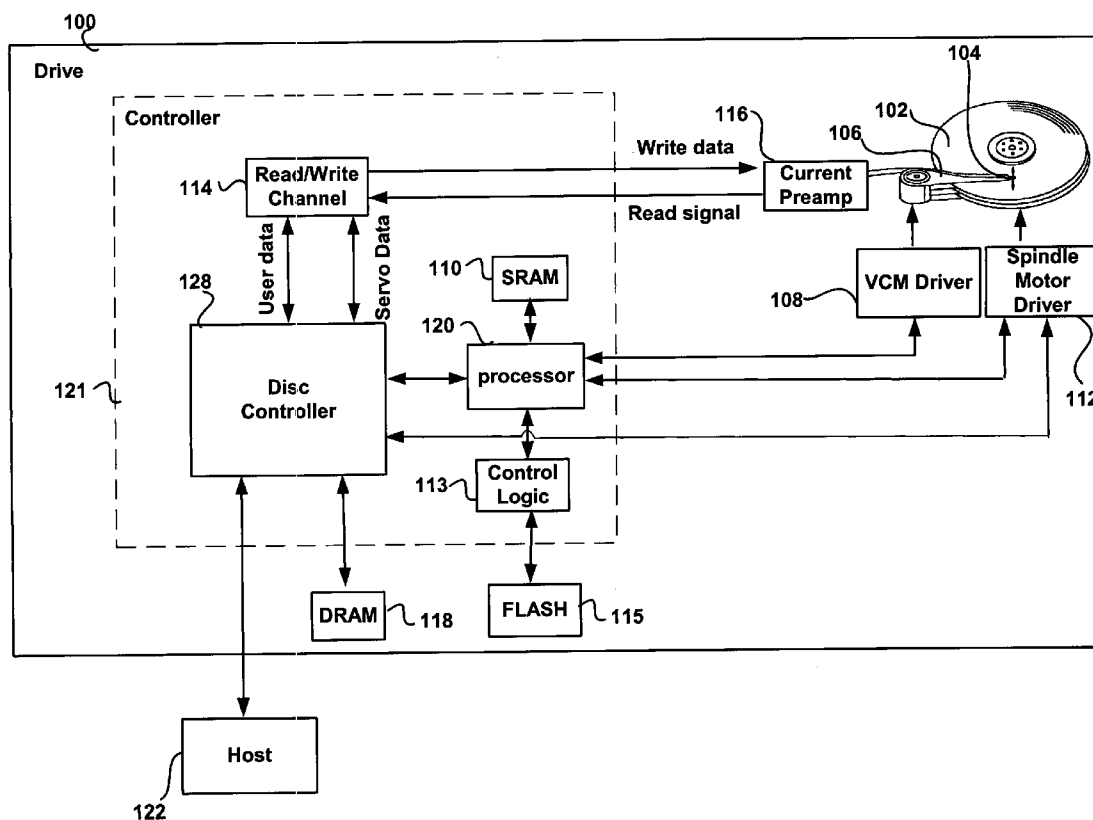 100
Drive
104
102
Controller
116
106
Write data
114
Read/Write
Channel
Current
Preamp
Read signal
User data
Servo Data
110
SRAM
128
108
VCM Driver
Spindle
Motor
Driver
120
processor
121
Disc
Controller
112
113
Control
Logic
DRAM
118
FLASH
115
Host
122